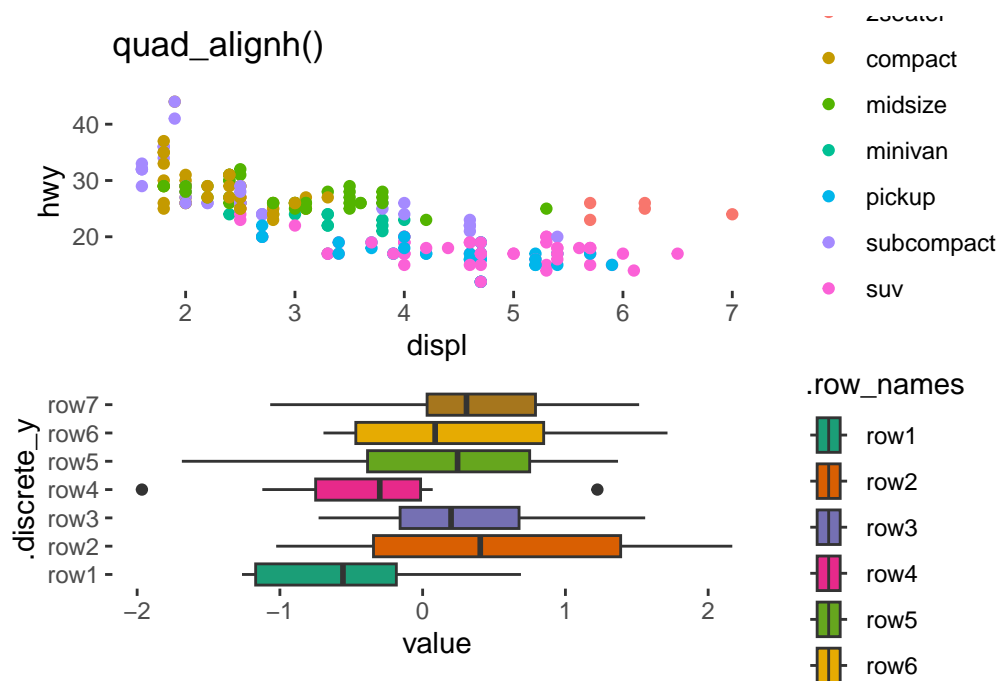 quad_alignh()
40
30
20
hwy
2 3 4 5 6 7
displ
compact
midsize
minivan
pickup
subcompact
suv
row7
row6
row5
row4
row3
row2
row1
.discrete_y
−2 −1 0 1 2
value
.row_names
row1
row2
row3
row4
row5
row6